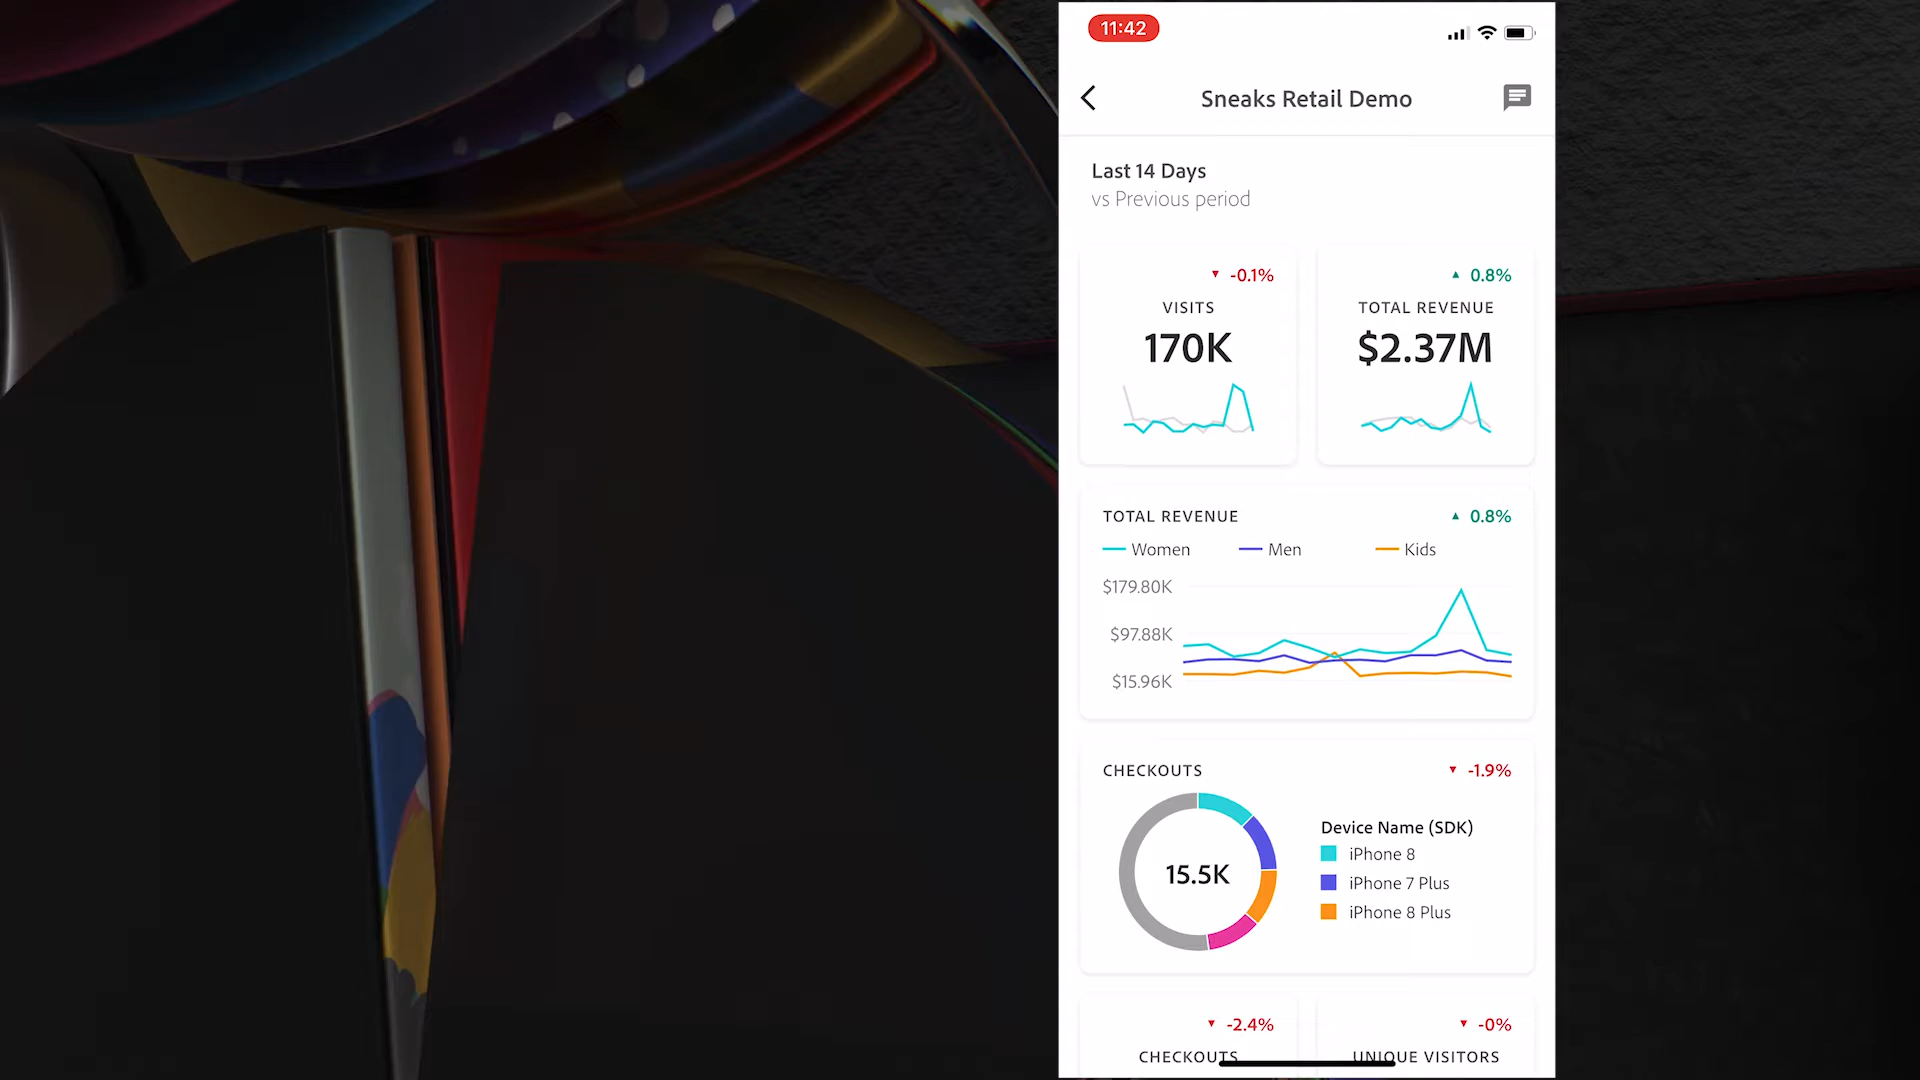 11:42
Sneaks Retail Demo
Last 14 Days
vs Previous period
▼ -0.1%
VISITS
170K
▲ 0.8%
TOTAL REVENUE
$2.37M
TOTAL REVENUE
▲ 0.8%
Women Men Kids
$179.80K
$97.88K
$15.96K
CHECKOUTS
▼ -1.9%
15.5K
Device Name (SDK)
iPhone 8
iPhone 7 Plus
iPhone 8 Plus
▼ -2.4%
CHECKOUTS
▼ -0%
UNIQUE VISITORS